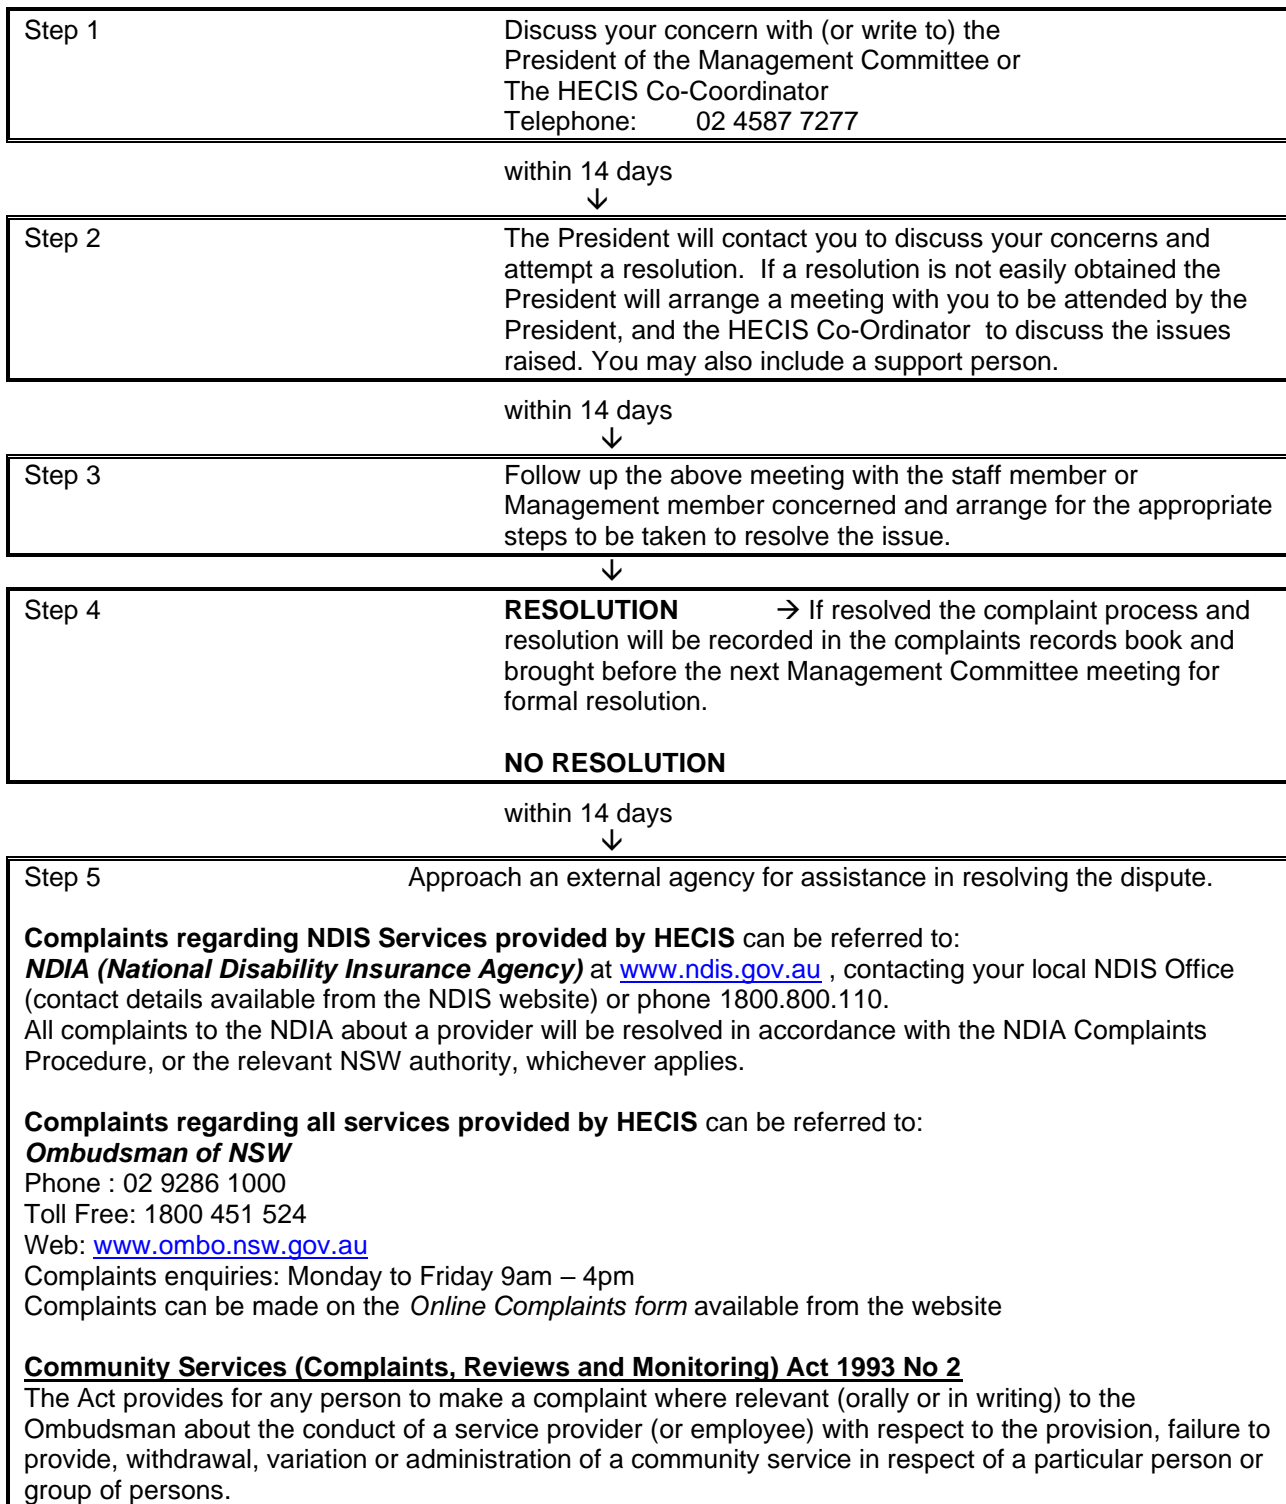 Step 1 Discuss your concern with (or write to) the
President of the Management Committee or
The HECIS Co-Coordinator
Telephone: 02 4587 7277
within 14 days
↓
Step 2 The President will contact you to discuss your concerns and
attempt a resolution. If a resolution is not easily obtained the
President will arrange a meeting with you to be attended by the
President, and the HECIS Co-Ordinator to discuss the issues
raised. You may also include a support person.
within 14 days
↓
Step 3 Follow up the above meeting with the staff member or
Management member concerned and arrange for the appropriate
steps to be taken to resolve the issue.
↓
Step 4 RESOLUTION → If resolved the complaint process and
resolution will be recorded in the complaints records book and
brought before the next Management Committee meeting for
formal resolution.
NO RESOLUTION
within 14 days
↓
Step 5 Approach an external agency for assistance in resolving the dispute.
Complaints regarding NDIS Services provided by HECIS can be referred to:
NDIA (National Disability Insurance Agency) at www.ndis.gov.au , contacting your local NDIS Office
(contact details available from the NDIS website) or phone 1800.800.110.
All complaints to the NDIA about a provider will be resolved in accordance with the NDIA Complaints
Procedure, or the relevant NSW authority, whichever applies.
Complaints regarding all services provided by HECIS can be referred to:
Ombudsman of NSW
Phone : 02 9286 1000
Toll Free: 1800 451 524
Web: www.ombo.nsw.gov.au
Complaints enquiries: Monday to Friday 9am – 4pm
Complaints can be made on the Online Complaints form available from the website
Community Services (Complaints, Reviews and Monitoring) Act 1993 No 2
The Act provides for any person to make a complaint where relevant (orally or in writing) to the
Ombudsman about the conduct of a service provider (or employee) with respect to the provision, failure to
provide, withdrawal, variation or administration of a community service in respect of a particular person or
group of persons.